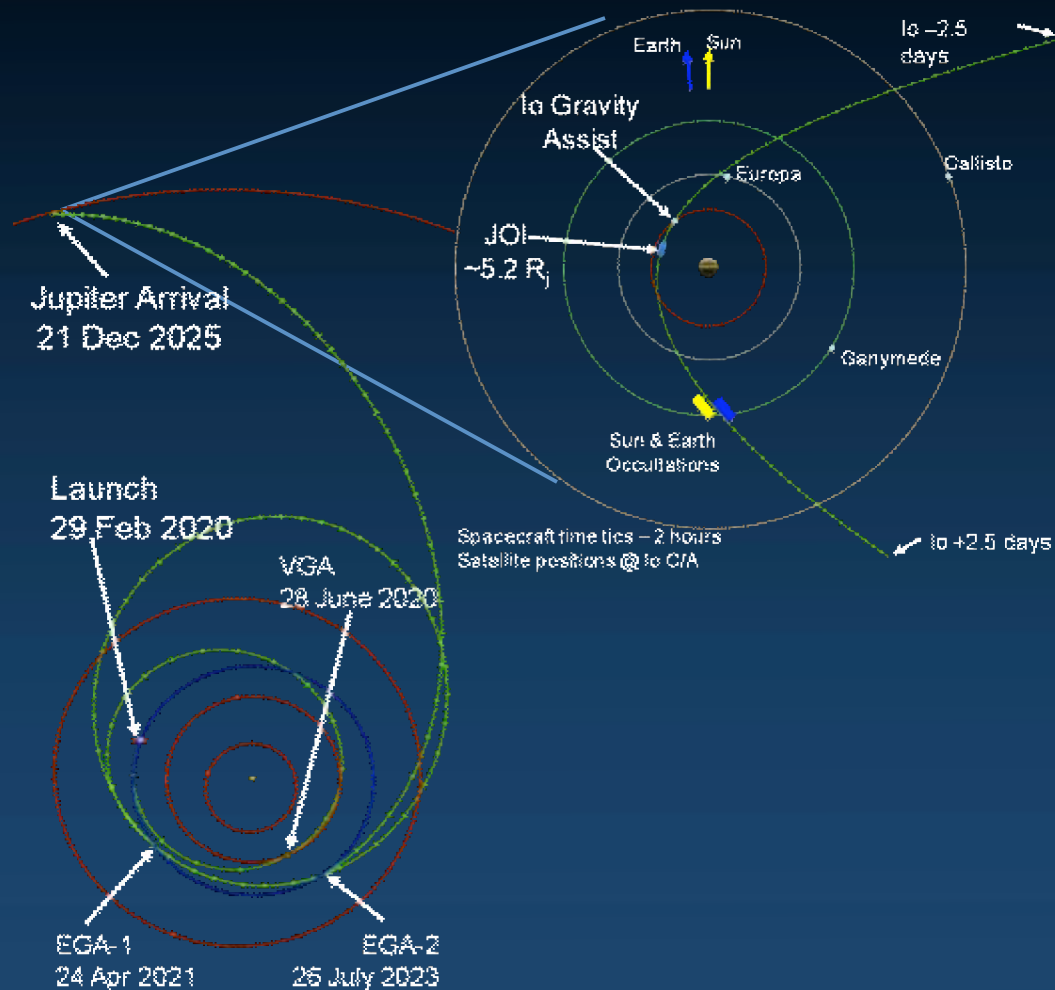 Io –2.5
days
Earth
Sun
Io Gravity
Assist
Europa
Callisto
JOI
~5.2 Rj
Jupiter Arrival
21 Dec 2025
Ganymede
Sun & Earth
Occultations
Launch
29 Feb 2020
Spacecraft time tics – 2 hours
Satellite positions @ Io C/A
Io +2.5 days
VGA
28 June 2020
EGA-1
24 Apr 2021
EGA-2
26 July 2023